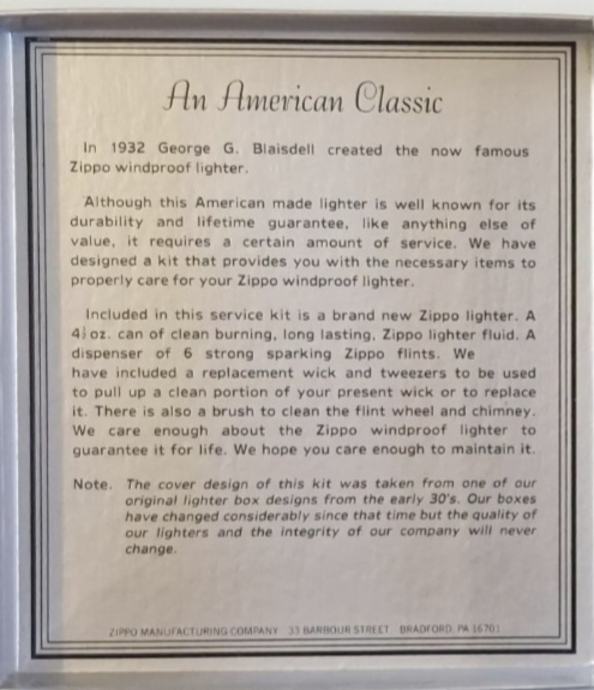 An American Classic
In 1932 George G. Blaisdell created the now famous
Zippo windproof lighter.
Although this American made lighter is well known for its
durability and lifetime guarantee, like anything else of
value, it requires a certain amount of service. We have
designed a kit that provides you with the necessary items to
properly care for your Zippo windproof lighter.
Included in this service kit is a brand new Zippo lighter. A
4½ oz. can of clean burning, long lasting, Zippo lighter fluid. A
dispenser of 6 strong sparking Zippo flints. We
have included a replacement wick and tweezers to be used
to pull up a clean portion of your present wick or to replace
it. There is also a brush to clean the flint wheel and chimney.
We care enough about the Zippo windproof lighter to
guarantee it for life. We hope you care enough to maintain it.
Note. The cover design of this kit was taken from one of our
original lighter box designs from the early 30's. Our boxes
have changed considerably since that time but the quality of
our lighters and the integrity of our company will never
change.
ZIPPO MANUFACTURING COMPANY 33 BARBOUR STREET BRADFORD, PA 16701